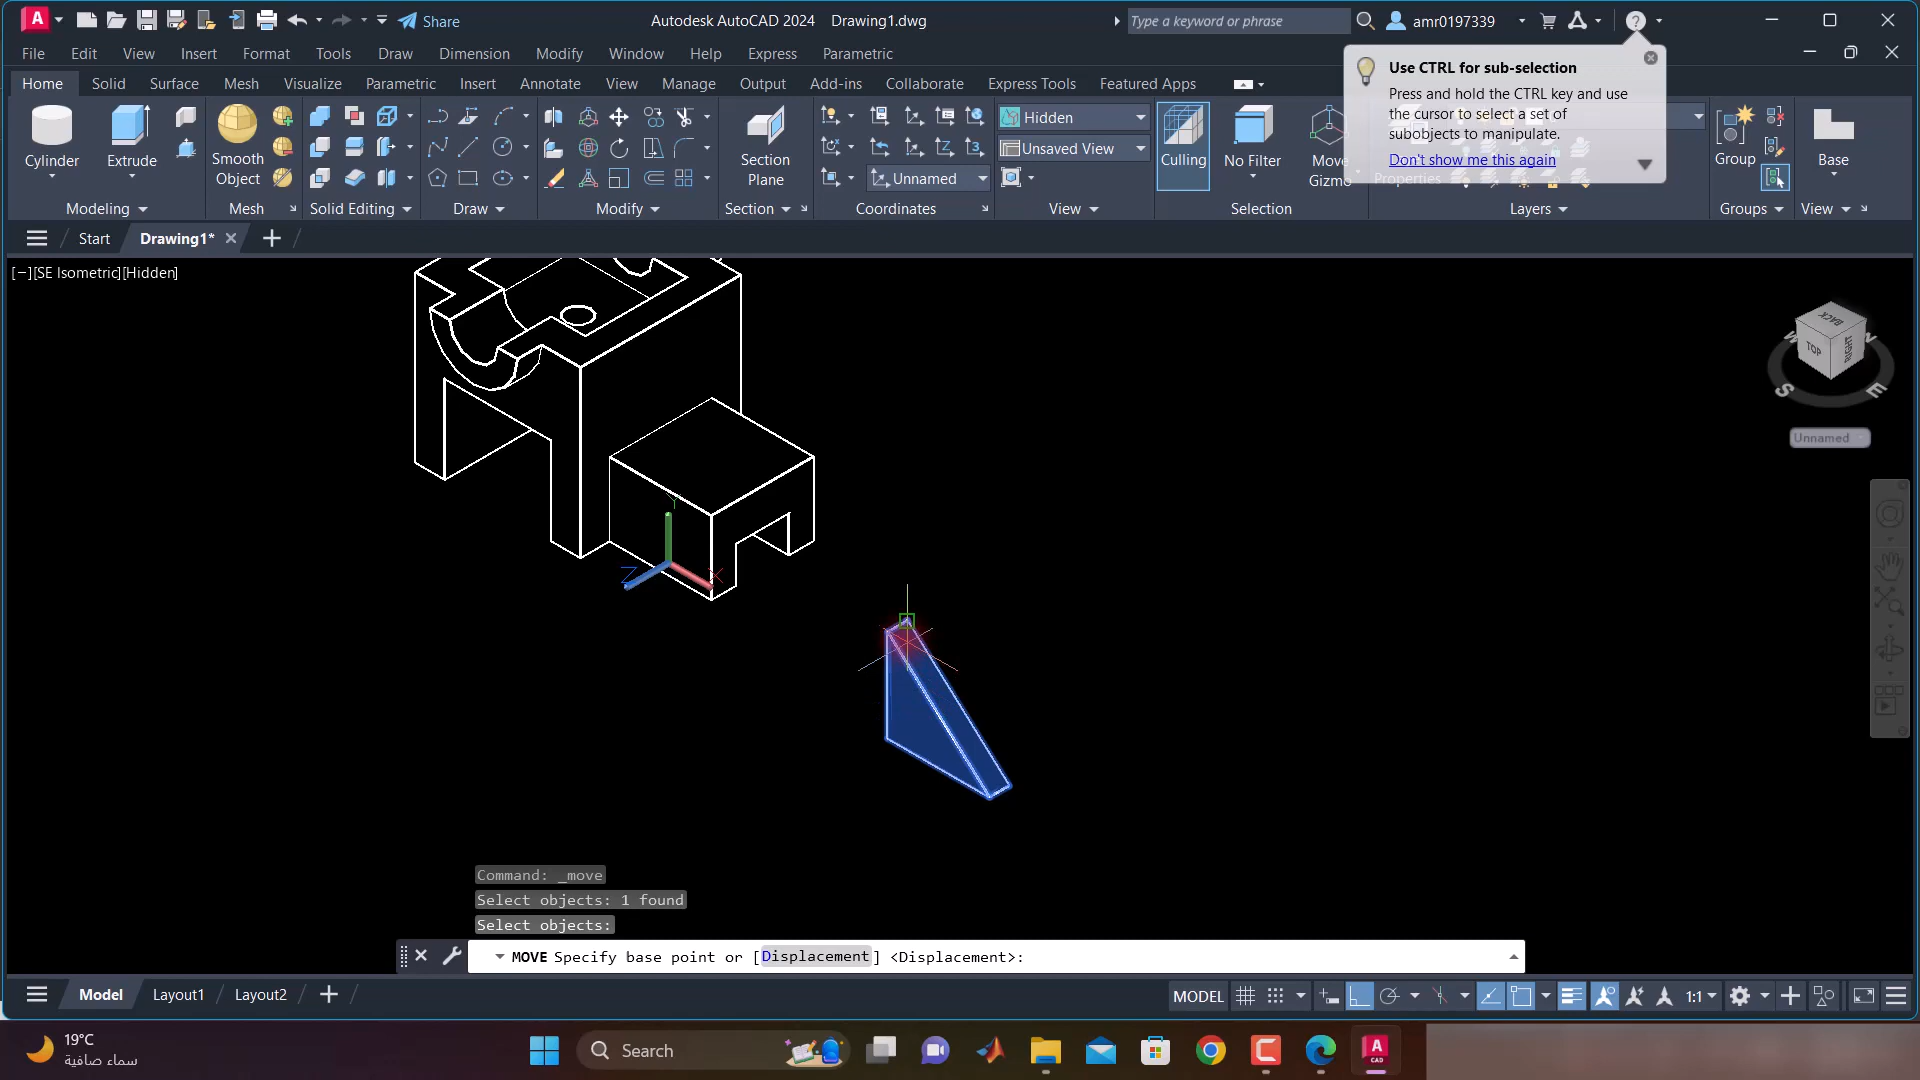 Share
Autodesk AutoCAD 2024 Drawing1.dwg
Type a keyword or phrase
amr0197339
File Edit View Insert Format Tools Draw Dimension Modify Window Help Express Parametric
Home Solid Surface Mesh Visualize Parametric Insert Annotate View Manage Output Add-ins Collaborate Express Tools Featured Apps
Use CTRL for sub-selection
Press and hold the CTRL key and use
the cursor to select a set of
subobjects to manipulate.
Don't show me this again
Cylinder
Extrude
Smooth
Object
Section
Plane
Hidden
Unsaved View
Unnamed
Culling
No Filter
Move
Gizmo
Properties
Group
Base
Modeling Mesh Solid Editing Draw Modify Section Coordinates View Selection Layers Groups View
Start Drawing1*
[−][SE Isometric][Hidden]
BACK
TOP
RIGHT
W
N
S
E
Unnamed
Y
Z
X
Command: _move
Select objects: 1 found
Select objects:
MOVE Specify base point or [Displacement] <Displacement>:
Model Layout1 Layout2
MODEL
1:1
19°C
سماء صافية
Search
A
CAD